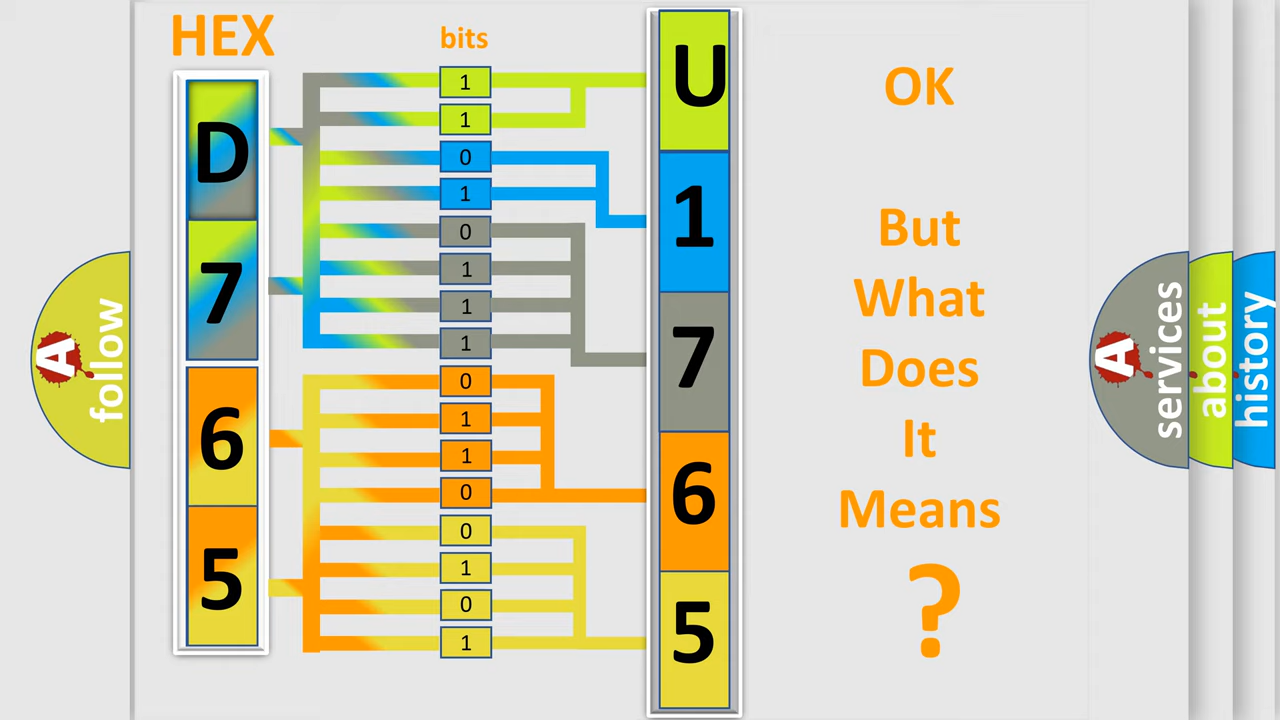 HEX
bits
D
7
6
5
1
1
0
1
0
1
1
1
0
1
1
0
0
1
0
1
U
1
7
6
5
OK
But
What
Does
It
Means
?
A
follow
A
services
about
history